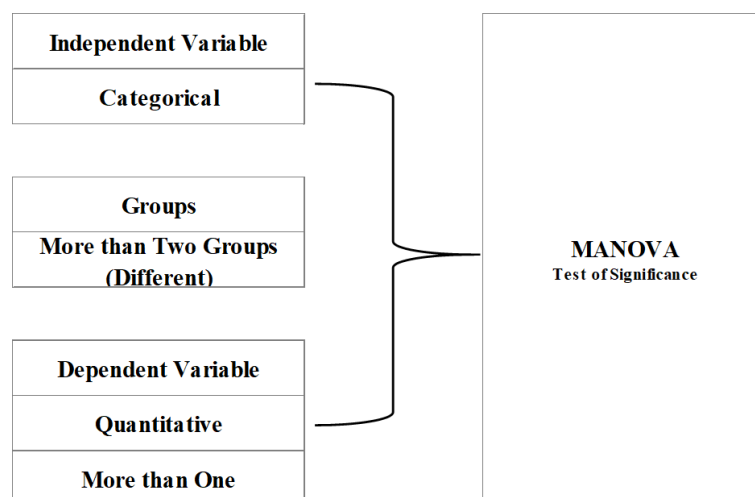 Independent Variable
Categorical
Groups
More than Two Groups
(Different)
Dependent Variable
Quantitative
More than One
MANOVA
Test of Significance